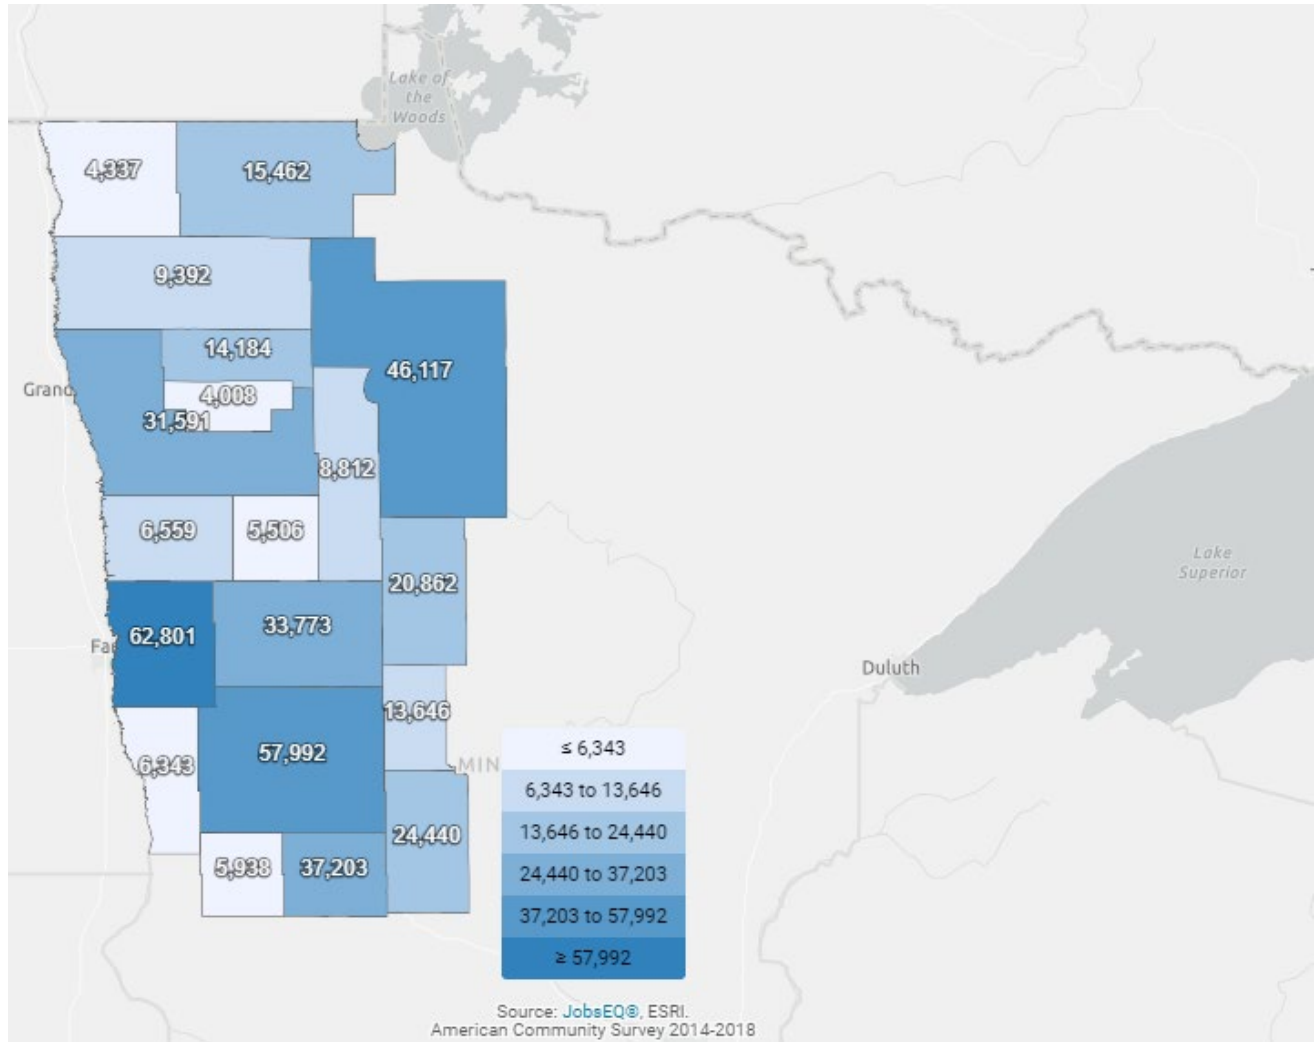 Lake of
the
Woods
4,337
15,462
9,392
14,184
46,117
Grand
4,008
31,591
8,812
6,559
5,506
20,862
Lake
Superior
62,801
33,773
Duluth
13,646
57,992
6,343
MIN
≤ 6,343
6,343 to 13,646
13,646 to 24,440
24,440
24,440 to 37,203
5,938
37,203
37,203 to 57,992
≥ 57,992
Source: JobsEQ®, ESRI.
American Community Survey 2014-2018